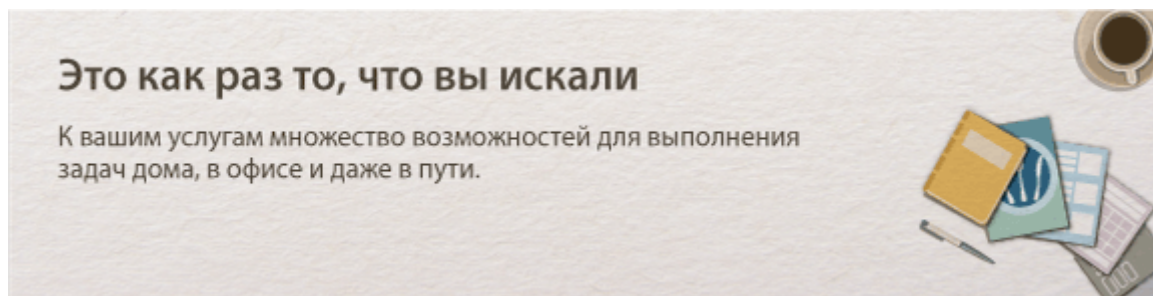 Это как раз то, что вы искали
К вашим услугам множество возможностей для выполнения
задач дома, в офисе и даже в пути.